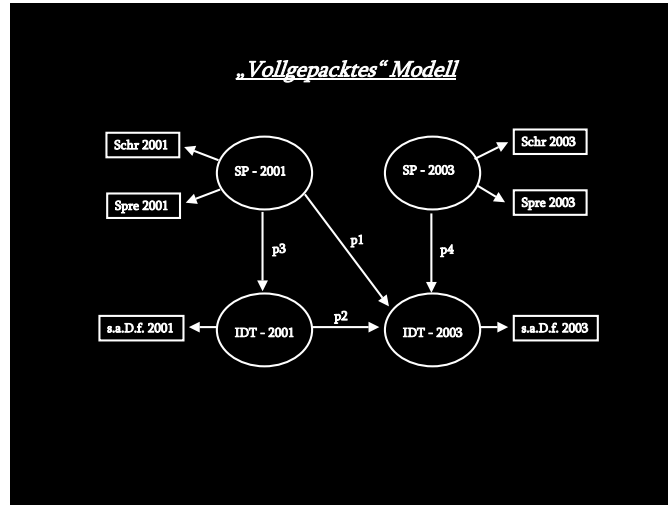 „Vollgepacktes“ Modell
Schr 2001
SP - 2001
SP - 2003
Schr 2003
Spre 2001
Spre 2003
p3
p1
p4
s.a.D.f. 2001
IDT - 2001
p2
IDT - 2003
s.a.D.f. 2003